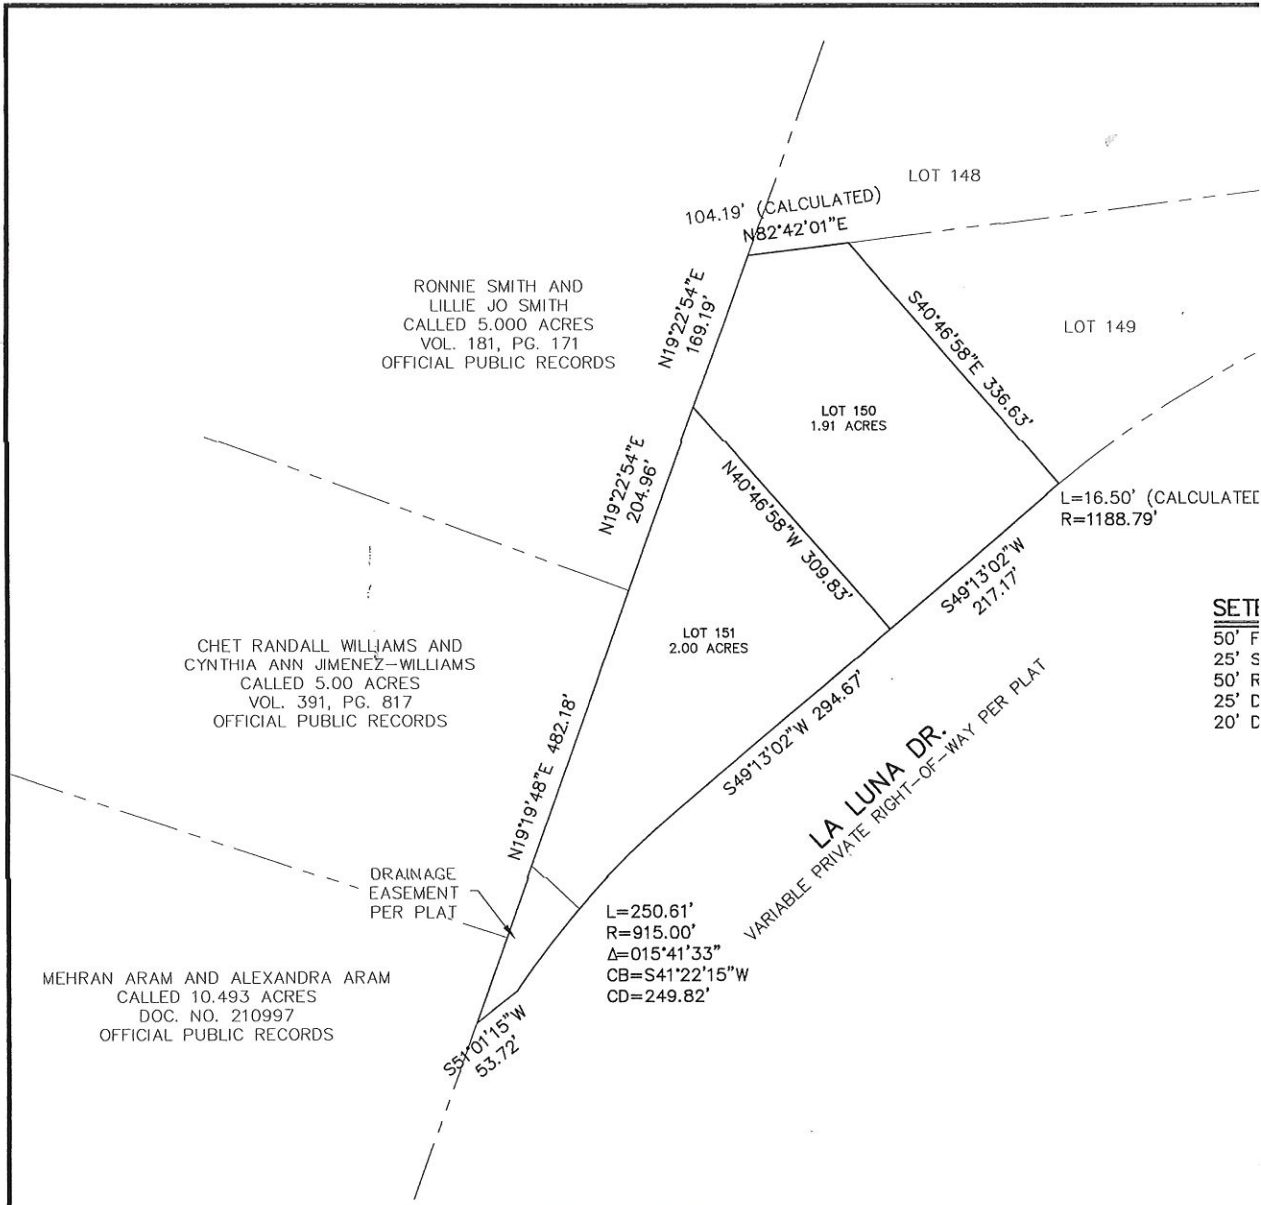 LOT 148
104.19' (CALCULATED)
N82°42'01"E
RONNIE SMITH AND
LILLIE JO SMITH
CALLED 5.000 ACRES
VOL. 181, PG. 171
OFFICIAL PUBLIC RECORDS
N19°22'54"E
169.19'
S40°46'58"E 336.63'
LOT 149
LOT 150
1.91 ACRES
N19°22'54"E
204.96'
N40°46'58"W 309.83'
L=16.50' (CALCULATED
R=1188.79'
S49°13'02"W
217.17'
CHET RANDALL WILLIAMS AND
CYNTHIA ANN JIMENEZ-WILLIAMS
CALLED 5.00 ACRES
VOL. 391, PG. 817
OFFICIAL PUBLIC RECORDS
LOT 151
2.00 ACRES
SETB
50' F
25' S
50' R
25' D
20' D
N19°19'48"E 482.18'
S49°13'02"W 294.67'
LA LUNA DR.
VARIABLE PRIVATE RIGHT-OF-WAY PER PLAT
DRAINAGE
EASEMENT
PER PLAT
L=250.61'
R=915.00'
Δ=015°41'33"
CB=S41°22'15"W
CD=249.82'
MEHRAN ARAM AND ALEXANDRA ARAM
CALLED 10.493 ACRES
DOC. NO. 210997
OFFICIAL PUBLIC RECORDS
S51°01'15"W
53.72'